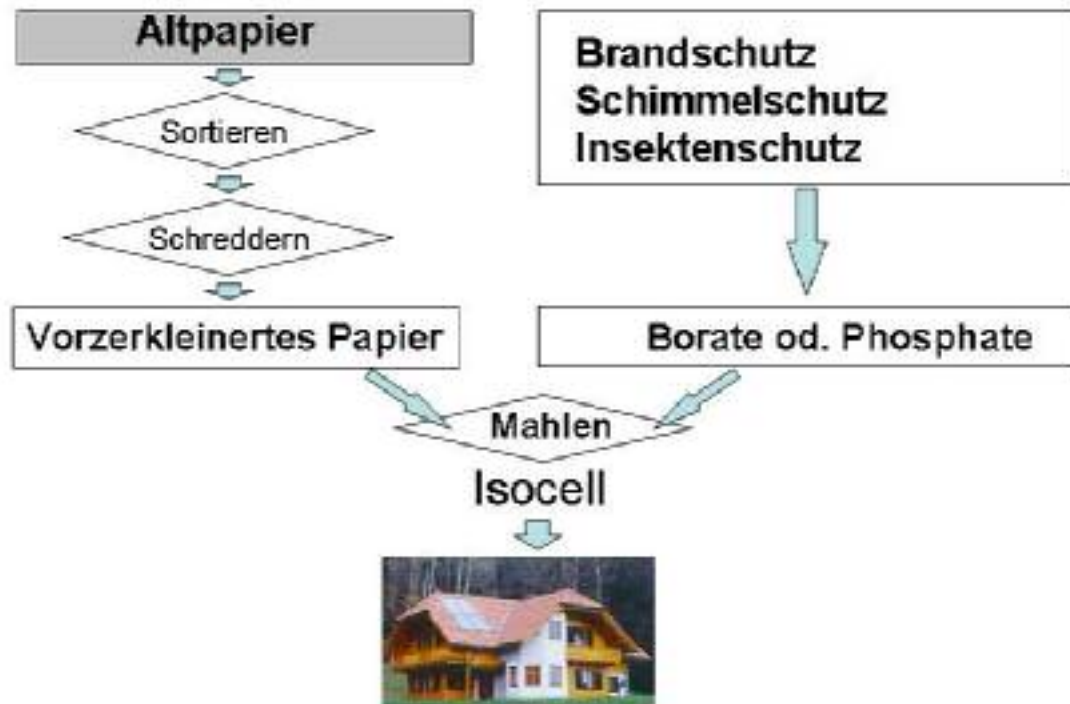 Altpapier
Sortieren
Schreddern
Vorzerkleinertes Papier
Brandschutz
Schimmelschutz
Insektenschutz
Borate od. Phosphate
Mahlen
Isocell